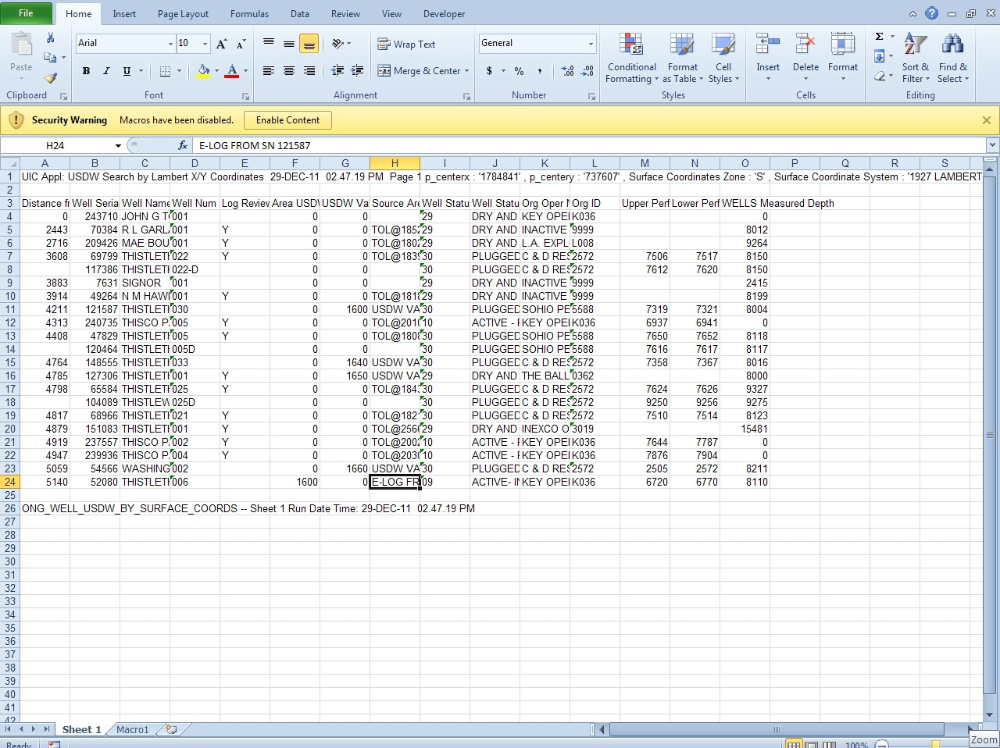 File Home Insert Page Layout Formulas Data Review View Developer
Arial 10 Wrap Text General
Paste B I U Merge & Center $ % , Conditional Formatting Format as Table Cell Styles Insert Delete Format Sort & Filter Find & Select
Clipboard Font Alignment Number Styles Cells Editing
Security Warning Macros have been disabled. Enable Content
H24 fx E-LOG FROM SN 121587
A B C D E F G H I J K L M N O P Q R S
1 UIC Appl: USDW Search by Lambert X/Y Coordinates 29-DEC-11 02.47.19 PM Page 1 p_centerx : '1784841' , p_centery : '737607' , Surface Coordinates Zone : 'S' , Surface Coordinate System : '1927 LAMBERT
2
3 Distance f Well Seria Well Name Well Num Log Review Area USDW USDW Va Source Are Well Statu Well Statu Org Oper N Org ID Upper Perf Lower Perf WELLS Measured Depth
4 0 243710 JOHN G T 001 0 0 29 DRY AND KEY OPE K036 0
5 2443 70384 R L GARL 001 Y 0 0 TOL@185 29 DRY AND INACTIVE 9999 8012
6 2716 209426 MAE BOU 001 Y 0 0 TOL@180 29 DRY AND L.A. EXPL L008 9264
7 3608 69799 THISTLET 022 Y 0 0 TOL@183 30 PLUGGED C & D RES 2572 7506 7517 8150
8 117386 THISTLET 022-D 0 0 30 PLUGGED C & D RES 2572 7612 7620 8150
9 3883 7631 SIGNOR 001 0 0 29 DRY AND INACTIVE 9999 2415
10 3914 49264 N M HAW 001 Y 0 0 TOL@181 29 DRY AND INACTIVE 9999 8199
11 4211 121587 THISTLET 030 0 1600 USDW VA 30 PLUGGED SOHIO PE 5588 7319 7321 8004
12 4313 240735 THISCO P 005 Y 0 0 TOL@201 10 ACTIVE - KEY OPE K036 6937 6941 0
13 4408 47829 THISTLET 005 Y 0 0 TOL@180 30 PLUGGED SOHIO PE 5588 7650 7652 8118
14 120464 THISTLET 005D 0 0 30 PLUGGED SOHIO PE 5588 7616 7617 8117
15 4764 148555 THISTLET 033 0 1640 USDW VA 30 PLUGGED C & D RES 2572 7358 7367 8016
16 4785 127306 THISTLET 001 Y 0 1650 USDW VA 29 DRY AND THE BALL 0362 8000
17 4798 65584 THISTLET 025 Y 0 0 TOL@184 30 PLUGGED C & D RES 2572 7624 7626 9327
18 104089 THISTLEW 025D 0 0 30 PLUGGED C & D RES 2572 9250 9256 9275
19 4817 68966 THISTLET 021 Y 0 0 TOL@182 30 PLUGGED C & D RES 2572 7510 7514 8123
20 4879 151083 THISTLET 001 Y 0 0 TOL@256 29 DRY AND INEXCO O 3019 15481
21 4919 237557 THISCO P 002 Y 0 0 TOL@200 10 ACTIVE - KEY OPE K036 7644 7787 0
22 4947 239936 THISCO P 004 Y 0 0 TOL@203 10 ACTIVE - KEY OPE K036 7876 7904 0
23 5059 54566 WASHING 002 0 1660 USDW VA 30 PLUGGED C & D RES 2572 2505 2572 8211
24 5140 52080 THISTLET 006 1600 0 E-LOG FR 09 ACTIVE- I KEY OPE K036 6720 6770 8110
25
26 ONG_WELL_USDW_BY_SURFACE_COORDS -- Sheet 1 Run Date Time: 29-DEC-11 02.47.19 PM
27
28
29
30
31
32
33
34
35
36
37
38
39
40
41
42
Sheet 1 Macro1
Ready 100% Zoom